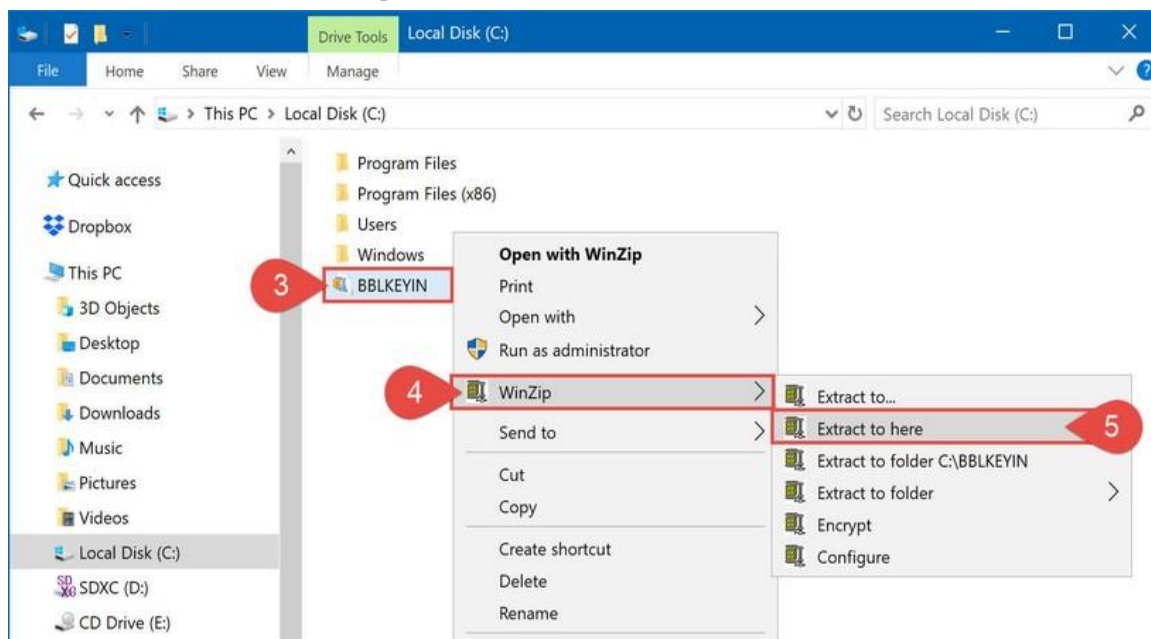 Drive Tools
Local Disk (C:)
File Home Share View Manage
This PC > Local Disk (C:)
Search Local Disk (C:)
Quick access
Dropbox
This PC
3D Objects
Desktop
Documents
Downloads
Music
Pictures
Videos
Local Disk (C:)
SDXC (D:)
CD Drive (E:)
Program Files
Program Files (x86)
Users
Windows
3
BBLKEYIN
Open with WinZip
Print
Open with
Run as administrator
4
WinZip
Send to
Cut
Copy
Create shortcut
Delete
Rename
Extract to...
Extract to here
5
Extract to folder C:\BBLKEYIN
Extract to folder
Encrypt
Configure